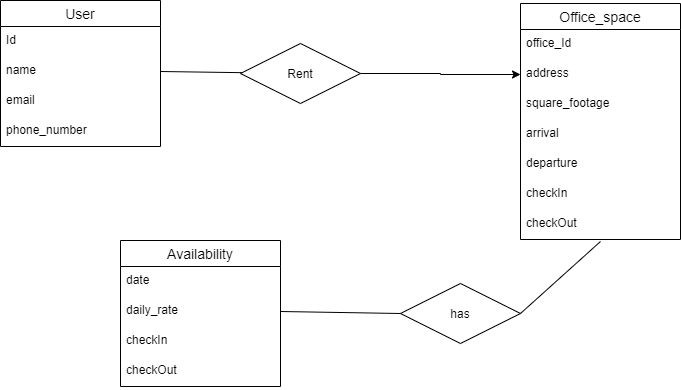 User
Id
name
email
phone_number
Rent
Office_space
office_Id
address
square_footage
arrival
departure
checkIn
checkOut
Availability
date
daily_rate
checkIn
checkOut
has